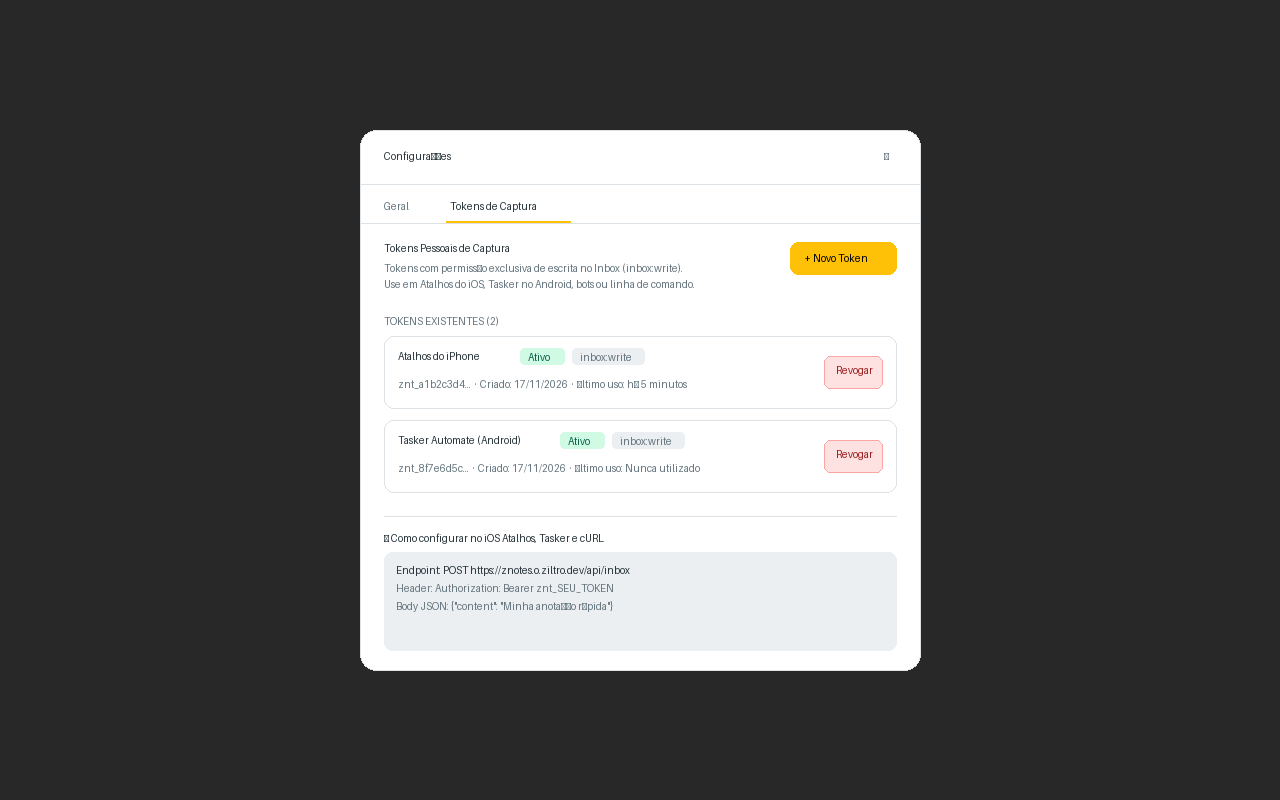 Configura▯▯es
▯
Geral
Tokens de Captura
Tokens Pessoais de Captura
+ Novo Token
Tokens com permiss▯o exclusiva de escrita no Inbox (inbox:write).
Use em Atalhos do iOS, Tasker no Android, bots ou linha de comando.
TOKENS EXISTENTES (2)
Atalhos do iPhone
Ativo
inbox:write
Revogar
znt_a1b2c3d4... · Criado: 17/11/2026 · ▯ltimo uso: h▯ 5 minutos
Tasker Automate (Android)
Ativo
inbox:write
Revogar
znt_8f7e6d5c... · Criado: 17/11/2026 · ▯ltimo uso: Nunca utilizado
▯ Como configurar no iOS Atalhos, Tasker e cURL
Endpoint: POST https://znotes.o.ziltro.dev/api/inbox
Header: Authorization: Bearer znt_SEU_TOKEN
Body JSON: {"content": "Minha anota▯▯o r▯pida"}